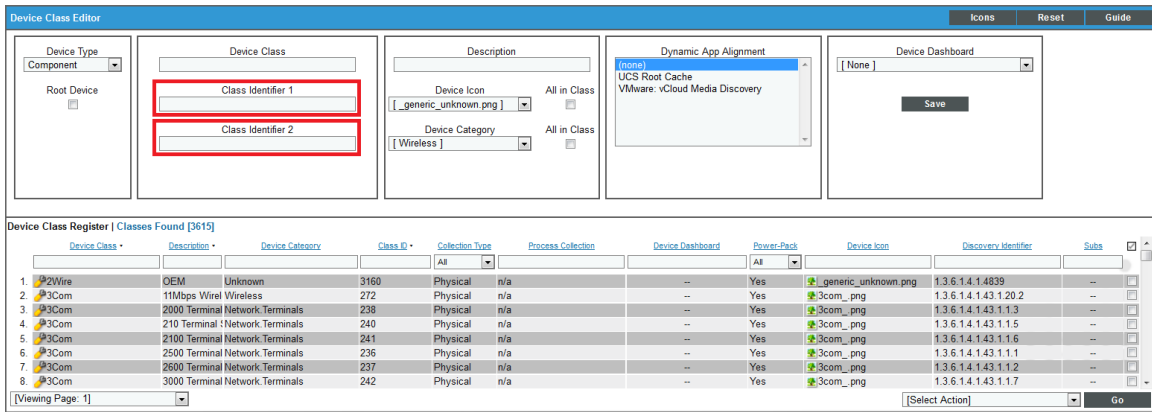 Device Class Editor Icons Reset Guide
Device Type Device Class Description Dynamic App Alignment Device Dashboard
Component (none) [ None ]
UCS Root Cache
Root Device Class Identifier 1 Device Icon All in Class VMware: vCloud Media Discovery
[ _generic_unknown.png ] Save
Class Identifier 2 Device Category All in Class
[ Wireless ]
Device Class Register | Classes Found [3615]
Device Class • Description • Device Category Class ID • Collection Type Process Collection Device Dashboard Power-Pack Device Icon Discovery Identifier Subs
All All
1. 2Wire OEM Unknown 3160 Physical n/a -- Yes _generic_unknown.png 1.3.6.1.4.1.4839 --
2. 3Com 11Mbps Wirel Wireless 272 Physical n/a -- Yes 3com_.png 1.3.6.1.4.1.43.1.20.2 --
3. 3Com 2000 Terminal Network.Terminals 238 Physical n/a -- Yes 3com_.png 1.3.6.1.4.1.43.1.1.3 --
4. 3Com 210 Terminal Network.Terminals 240 Physical n/a -- Yes 3com_.png 1.3.6.1.4.1.43.1.1.5 --
5. 3Com 2100 Terminal Network.Terminals 241 Physical n/a -- Yes 3com_.png 1.3.6.1.4.1.43.1.1.6 --
6. 3Com 2500 Terminal Network.Terminals 236 Physical n/a -- Yes 3com_.png 1.3.6.1.4.1.43.1.1.1 --
7. 3Com 2600 Terminal Network.Terminals 237 Physical n/a -- Yes 3com_.png 1.3.6.1.4.1.43.1.1.2 --
8. 3Com 3000 Terminal Network.Terminals 242 Physical n/a -- Yes 3com_.png 1.3.6.1.4.1.43.1.1.7 --
[Viewing Page: 1] [Select Action] Go